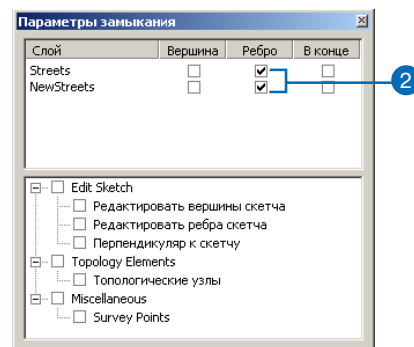 Параметры замыкания
Слой Вершина Ребро В конце
Streets
NewStreets
2
Edit Sketch
Редактировать вершины скетча
Редактировать ребра скетча
Перпендикуляр к скетчу
Topology Elements
Топологические узлы
Miscellaneous
Survey Points